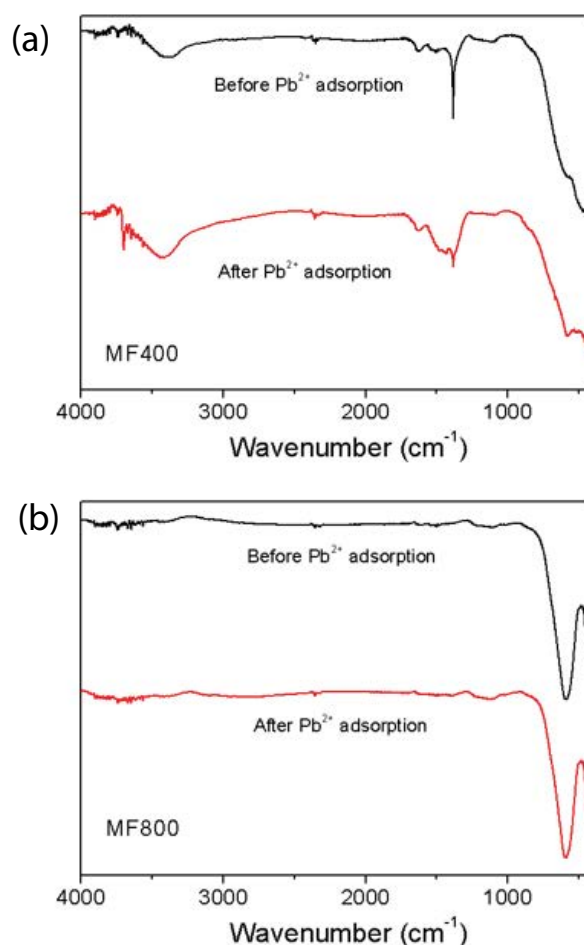 (a)
Before Pb²⁺ adsorption
After Pb²⁺ adsorption
MF400
4000 3000 2000 1000
Wavenumber (cm⁻¹)
(b)
Before Pb²⁺ adsorption
After Pb²⁺ adsorption
MF800
4000 3000 2000 1000
Wavenumber (cm⁻¹)